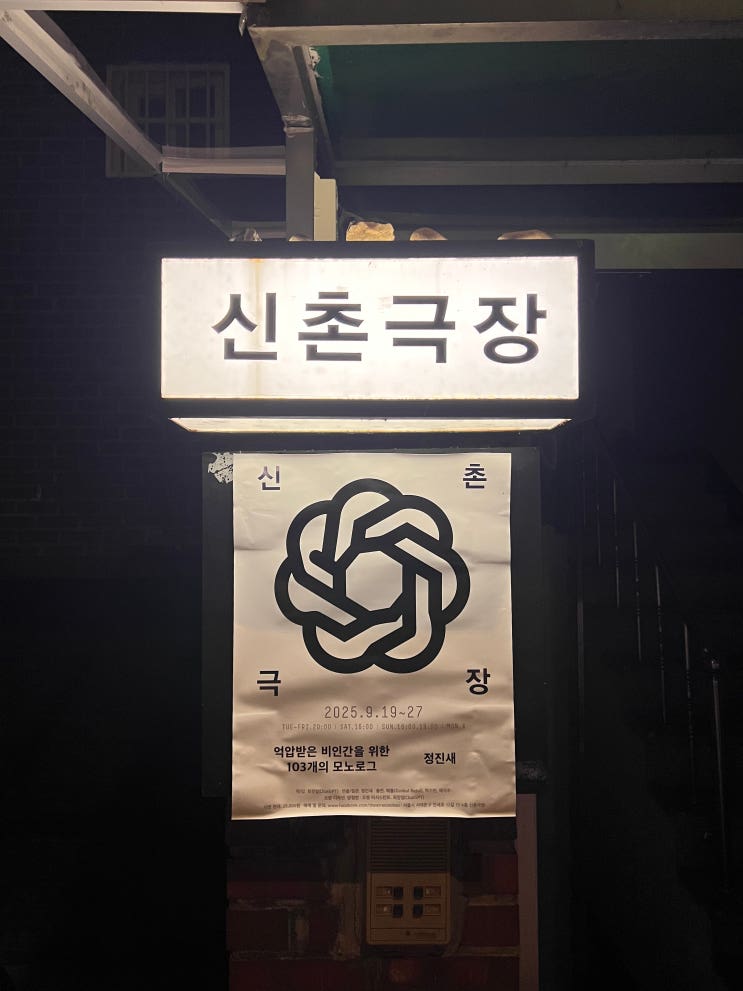 신촌극장
신 촌
극 장
2025.9.19~27
TUE-FRI.20:00 | SAT.16:00 | SUN.16:00,19:00 | MON.X
억압받은 비인간을 위한
103개의 모노로그
정진새